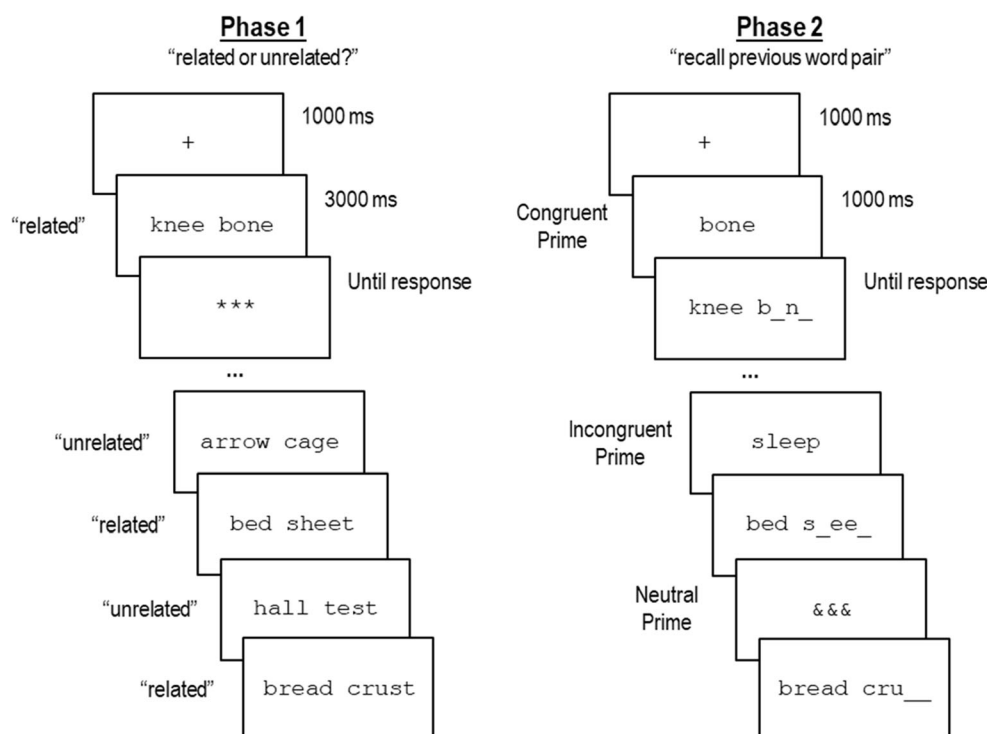 Phase 1
“related or unrelated?”
+
1000 ms
“related”
knee bone
3000 ms
***
Until response
...
“unrelated”
arrow cage
“related”
bed sheet
“unrelated”
hall test
“related”
bread crust
Phase 2
“recall previous word pair”
+
1000 ms
Congruent
Prime
bone
1000 ms
knee b_n_
Until response
...
Incongruent
Prime
sleep
bed s_ee_
Neutral
Prime
&&&
bread cru__